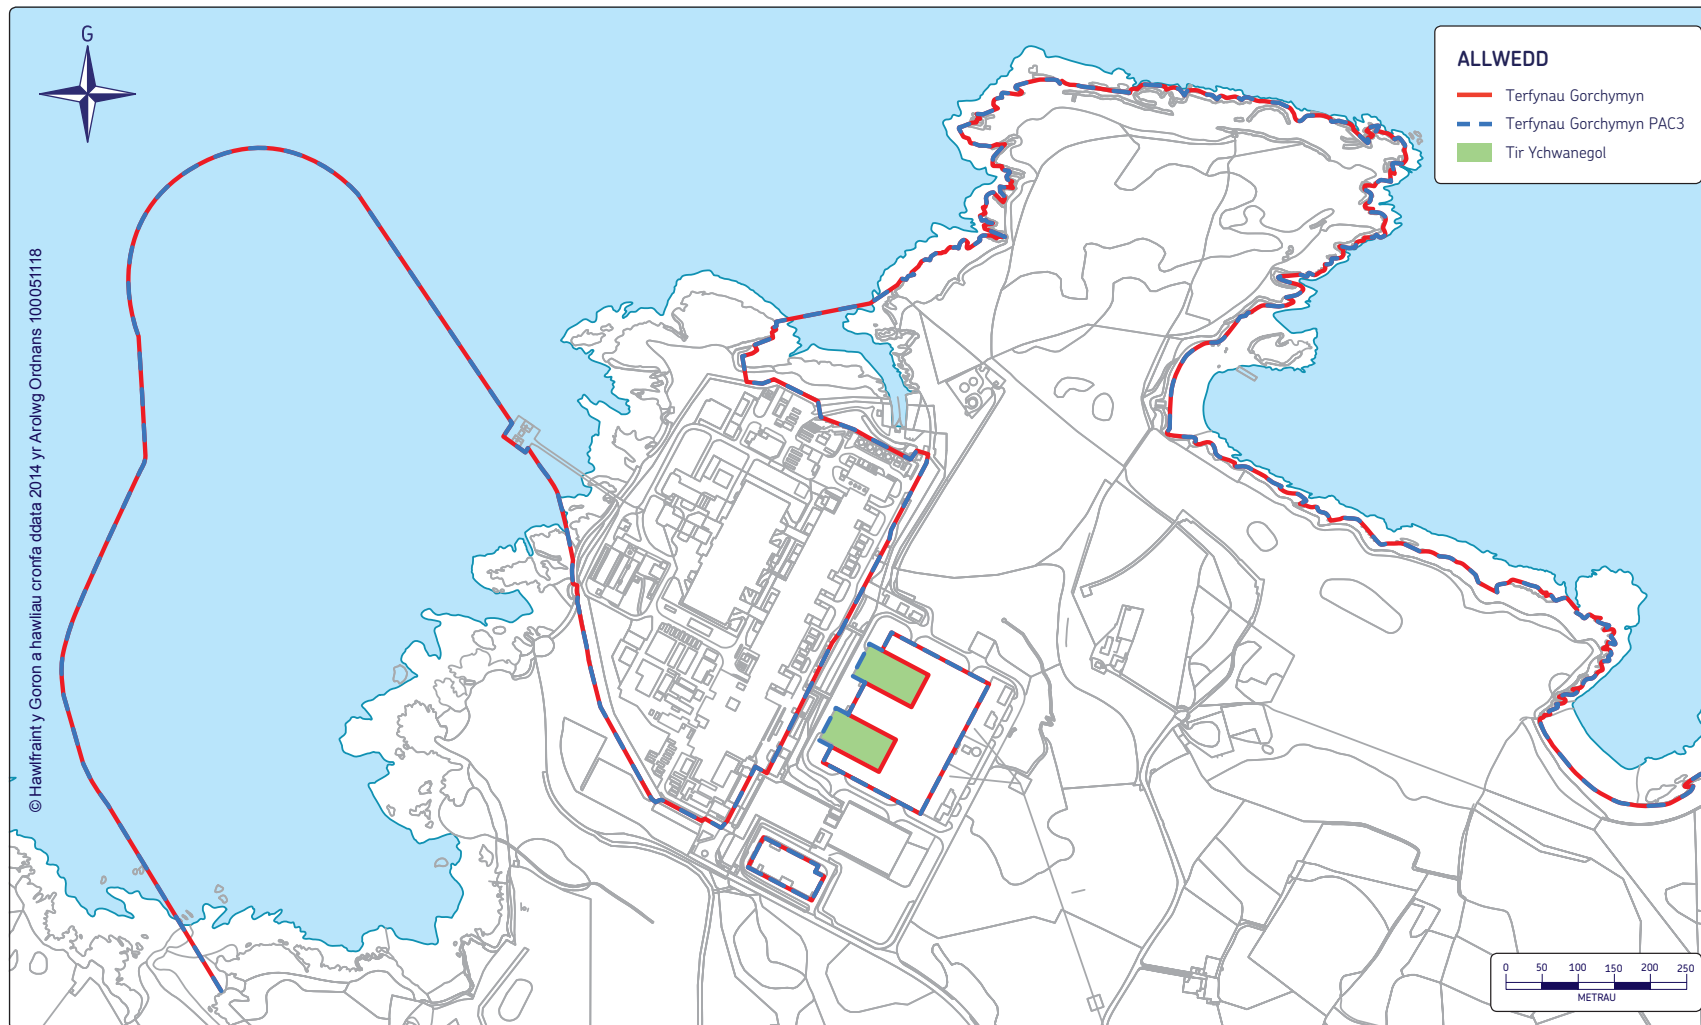 G
ALLWEDD
Terfynau Gorchymyn
Terfynau Gorchymyn PAC3
Tir Ychwanegol
© Hawlfraint y Goron a hawliau cronfa ddata 2014 yr Arolwg Ordnans 100051118
0 50 100 150 200 250
METRAU